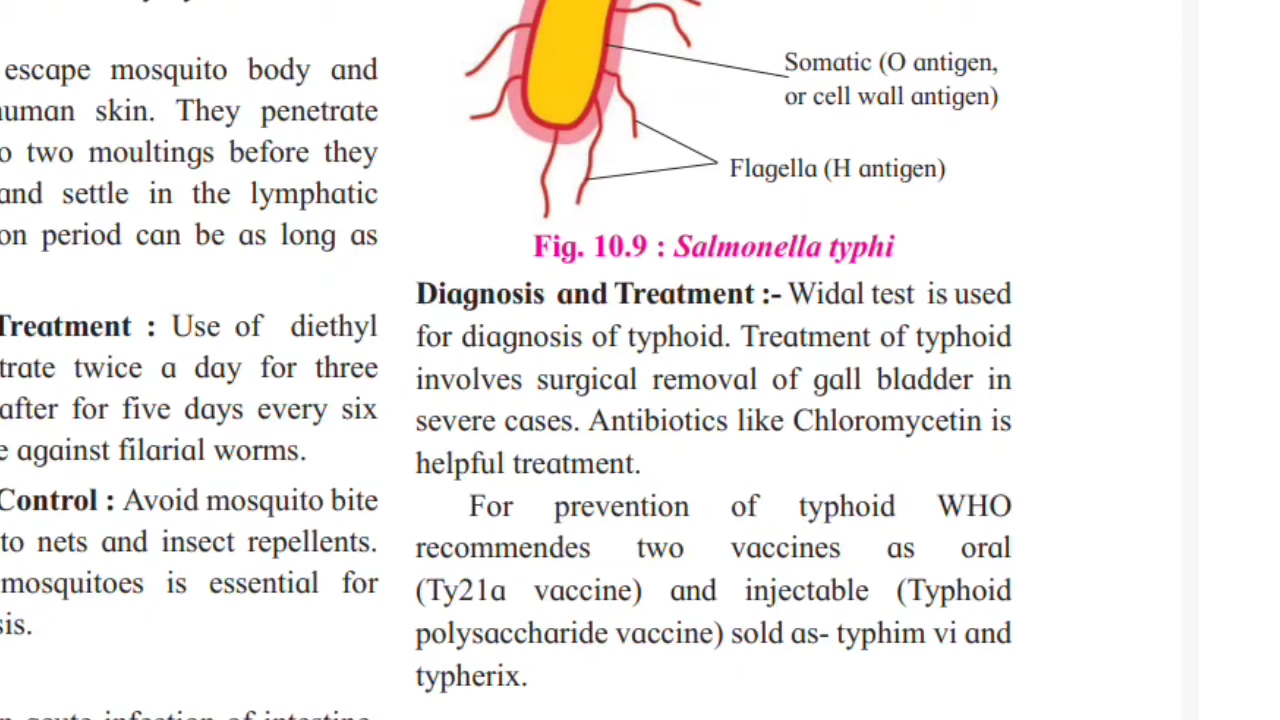 escape mosquito body and
human skin. They penetrate
two moultings before they
and settle in the lymphatic
period can be as long as
Treatment : Use of diethyl
twice a day for three
after for five days every six
against filarial worms.
Control : Avoid mosquito bite
nets and insect repellents.
mosquitoes is essential for
Somatic (O antigen,
or cell wall antigen)
Flagella (H antigen)
Fig. 10.9 : Salmonella typhi
Diagnosis and Treatment :- Widal test is used
for diagnosis of typhoid. Treatment of typhoid
involves surgical removal of gall bladder in
severe cases. Antibiotics like Chloromycetin is
helpful treatment.
For prevention of typhoid WHO
recommendes two vaccines as oral
(Ty21a vaccine) and injectable (Typhoid
polysaccharide vaccine) sold as- typhim vi and
typherix.